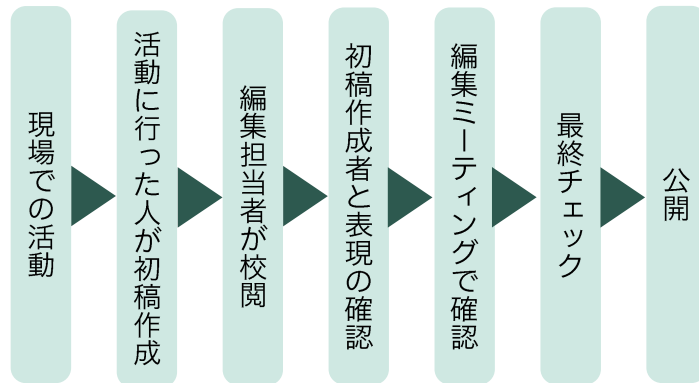 現場での活動
活動に行った人が初稿作成
編集担当者が校閲
初稿作成者と表現の確認
編集ミーティングで確認
最終チェック
公開